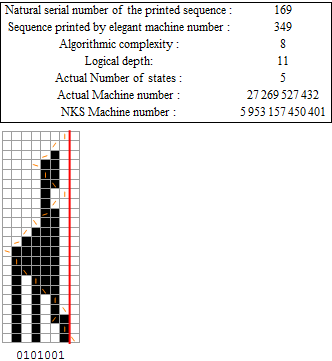 Natural serial number of the printed sequence : 169
Sequence printed by elegant machine number : 349
Algorithmic complexity : 8
Logical depth: 11
Actual Number of states : 5
Actual Machine number : 27 269 527 432
NKS Machine number : 5 953 157 450 401
0101001